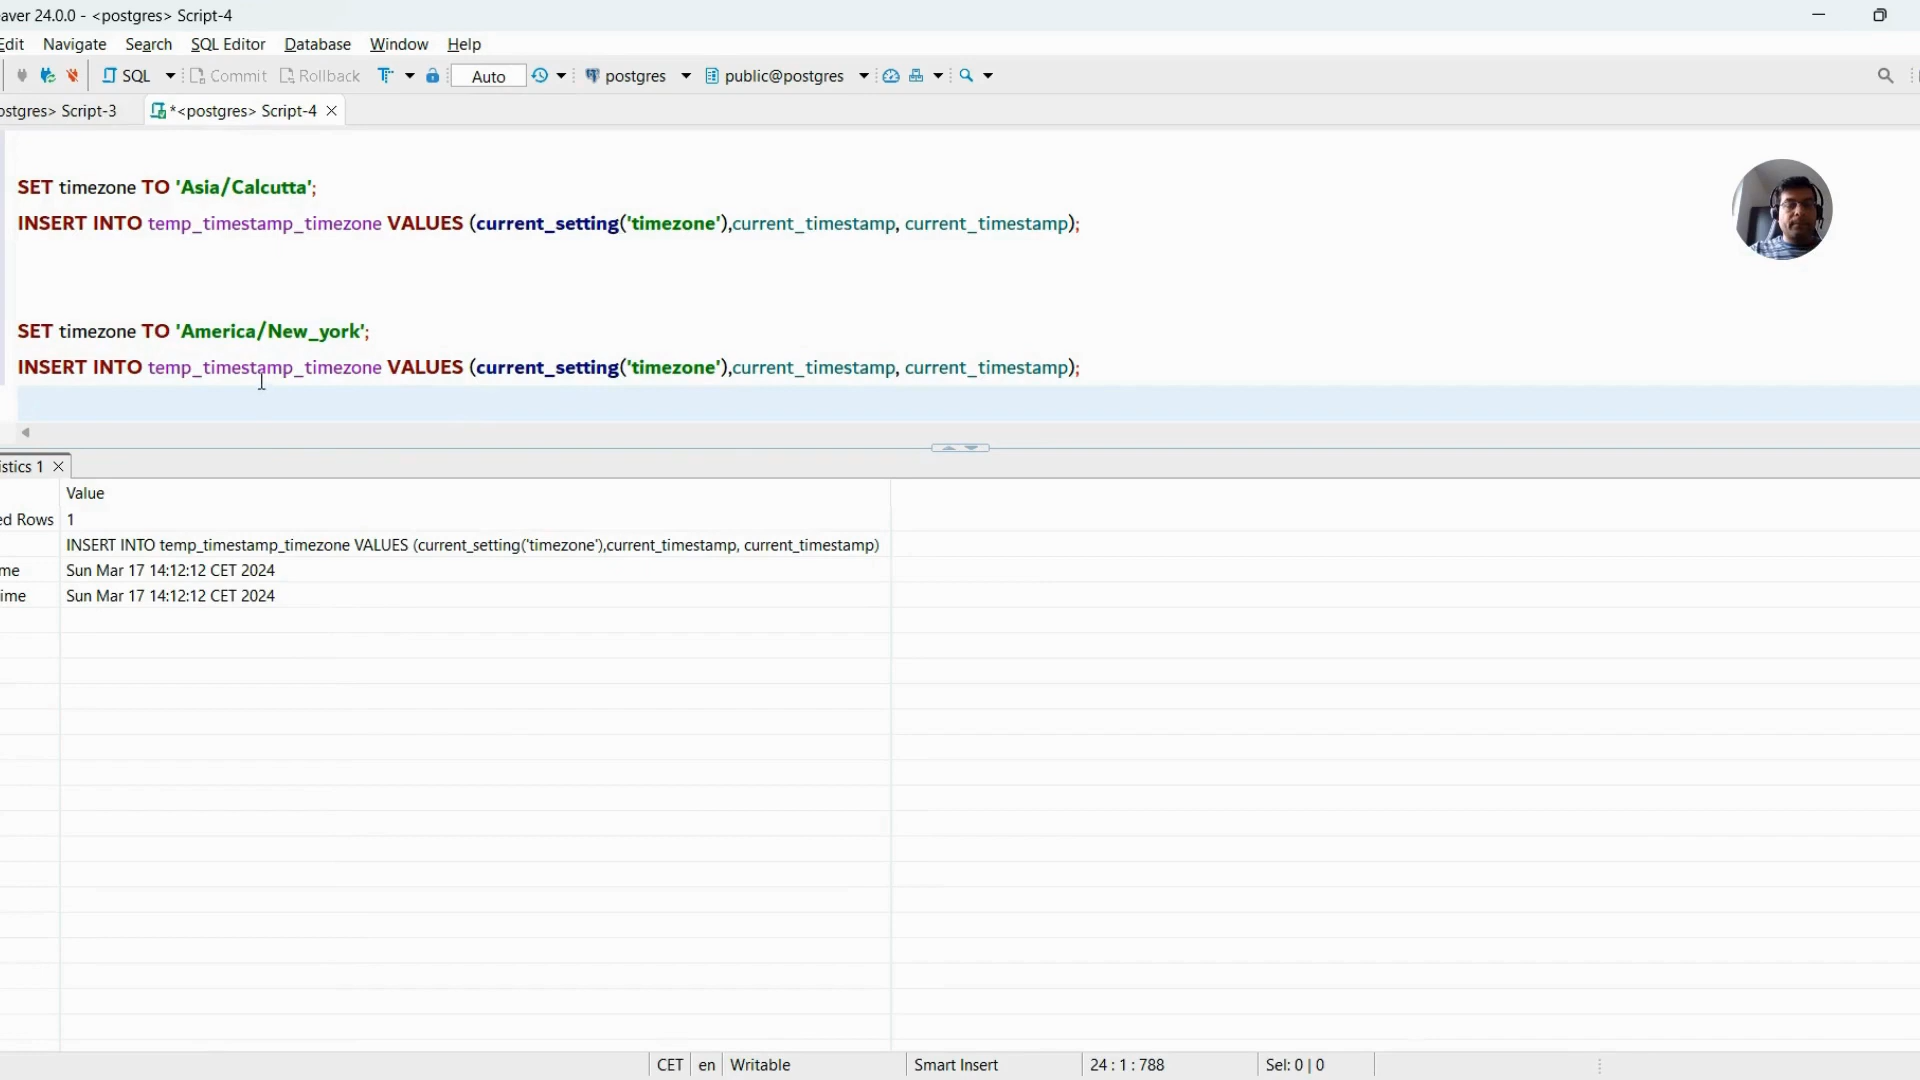 aver 24.0.0 - <postgres> Script-4
Edit Navigate Search SQL Editor Database Window Help
SQL Commit Rollback Auto postgres public@postgres
ostgres> Script-3 *<postgres> Script-4
SET timezone TO 'Asia/Calcutta';
INSERT INTO temp_timestamp_timezone VALUES (current_setting('timezone'),current_timestamp, current_timestamp);
SET timezone TO 'America/New_york';
INSERT INTO temp_timestamp_timezone VALUES (current_setting('timezone'),current_timestamp, current_timestamp);
istics 1
Value
ed Rows 1
INSERT INTO temp_timestamp_timezone VALUES (current_setting('timezone'),current_timestamp, current_timestamp)
me Sun Mar 17 14:12:12 CET 2024
ime Sun Mar 17 14:12:12 CET 2024
CET en Writable Smart Insert 24 : 1 : 788 Sel: 0 | 0